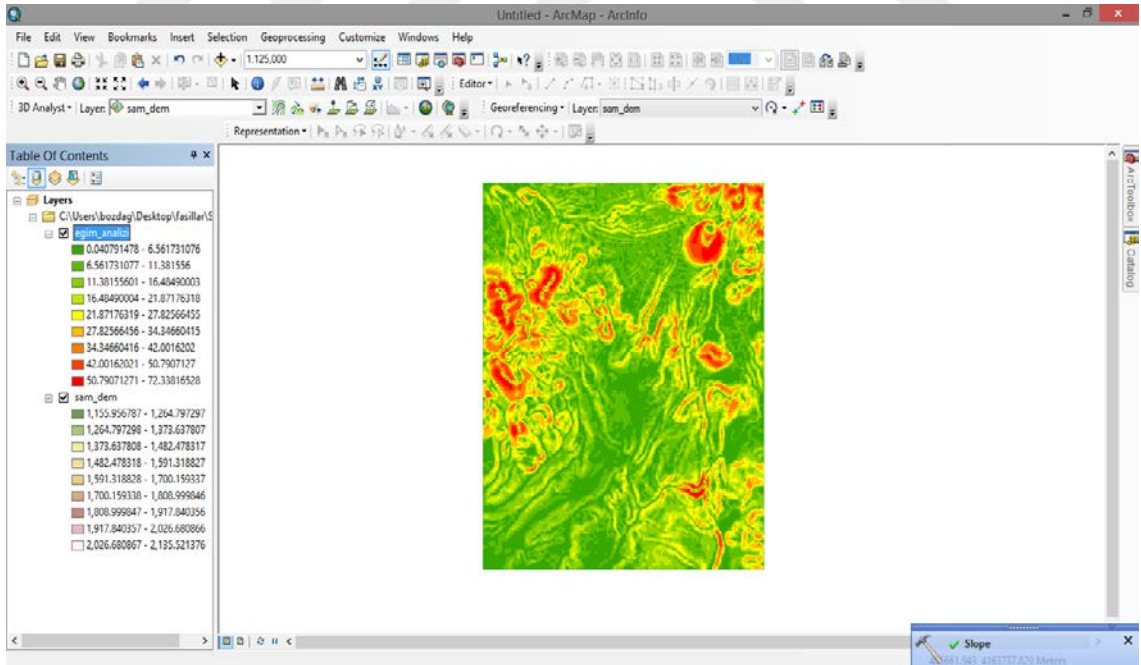 Untitled - ArcMap - ArcInfo
File Edit View Bookmarks Insert Selection Geoprocessing Customize Windows Help
1:125,000
Editor
3D Analyst Layer: sam_dem
Georeferencing Layer: sam_dem
Representation
Table Of Contents
Layers
C:\Users\bozdag\Desktop\fasillar\S
egim_analizi
0.040791478 - 6.561731076
6.561731077 - 11.381556
11.38155601 - 16.48490003
16.48490004 - 21.87176318
21.87176319 - 27.82566455
27.82566456 - 34.34660415
34.34660416 - 42.0016202
42.00162021 - 50.7907127
50.79071271 - 72.33816528
sam_dem
1,155.956787 - 1,264.797297
1,264.797298 - 1,373.637807
1,373.637808 - 1,482.478317
1,482.478318 - 1,591.318827
1,591.318828 - 1,700.159337
1,700.159338 - 1,808.999846
1,808.999847 - 1,917.840356
1,917.840357 - 2,026.680866
2,026.680867 - 2,135.521376
ArcToolbox
Catalog
Slope
4163737,829 Meters